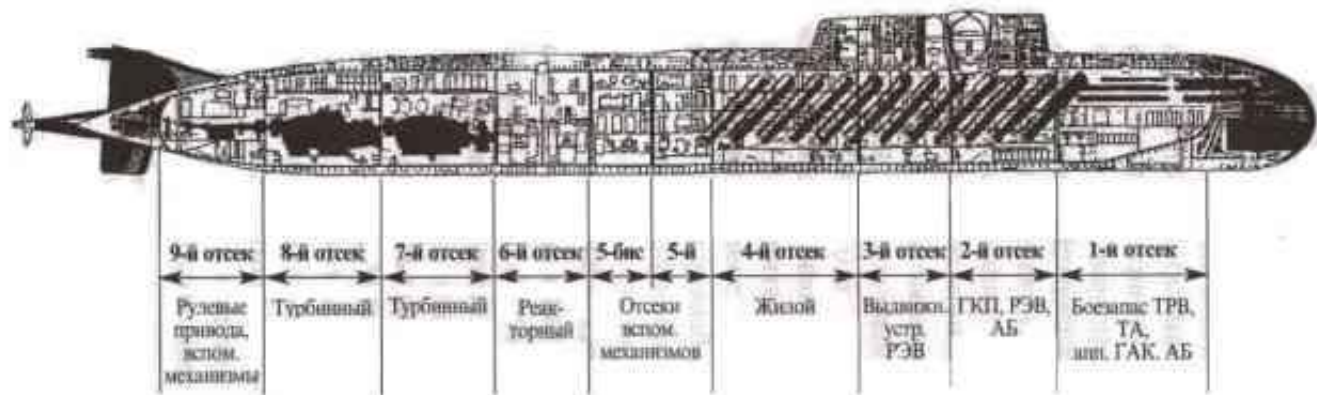 9-й отсек 8-й отсек 7-й отсек 6-й отсек 5-бис 5-й 4-й отсек 3-й отсек 2-й отсек 1-й отсек
Рулевые
привода,
вспом.
механизмы
Турбинный
Турбинный
Реак-
торный
Отсеки
вспом.
механизмов
Жилой
Выдвижн.
устр.
РЭВ
ГКП, РЭВ,
АБ
Боезапас ТРВ,
ТА,
апп. ГАК. АБ